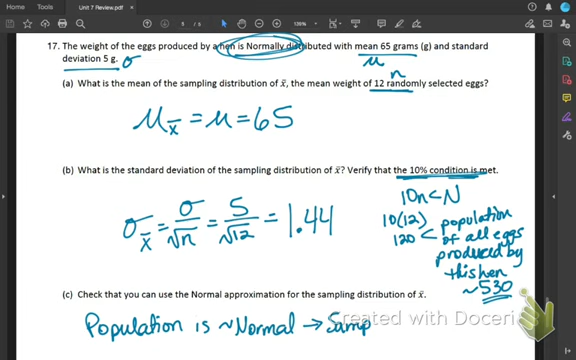 Unit 7 Review.pdf
5 / 5
139%
17. The weight of the eggs produced by a hen is Normally distributed with mean 65 grams (g) and standard
deviation 5 g. σ
μ
n
(a) What is the mean of the sampling distribution of x̄, the mean weight of 12 randomly selected eggs?
μx̄ = μ = 65
(b) What is the standard deviation of the sampling distribution of x̄? Verify that the 10% condition is met.
10n < N
σx̄ = σ/√n = 5/√12 = 1.44
10(12)
120 < population
of all eggs
produced by
this hen
~530
(c) Check that you can use the Normal approximation for the sampling distribution of x̄.
Population is ~Normal → Samp
Created with Doceri